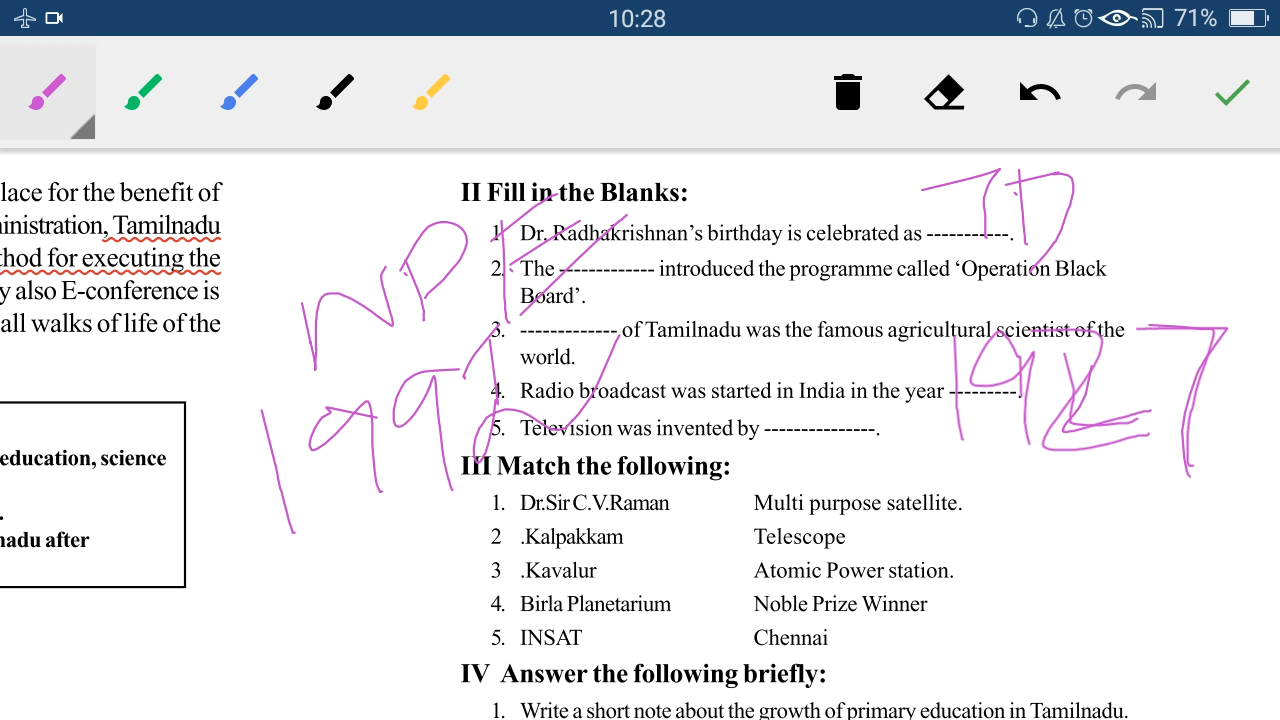 10:28
71%
lace for the benefit of
ninistration, Tamilnadu
thod for executing the
y also E-conference is
all walks of life of the
education, science
.
nadu after
II Fill in the Blanks:
1. Dr. Radhakrishnan's birthday is celebrated as -----------.
2. The ------------- introduced the programme called 'Operation Black
Board'.
3. ------------- of Tamilnadu was the famous agricultural scientist of the
world.
4. Radio broadcast was started in India in the year ---------.
5. Television was invented by ---------------.
III Match the following:
1. Dr.Sir C.V.Raman Multi purpose satellite.
2 .Kalpakkam Telescope
3 .Kavalur Atomic Power station.
4. Birla Planetarium Noble Prize Winner
5. INSAT Chennai
IV Answer the following briefly:
1. Write a short note about the growth of primary education in Tamilnadu.
TD
NPE
1992
1927